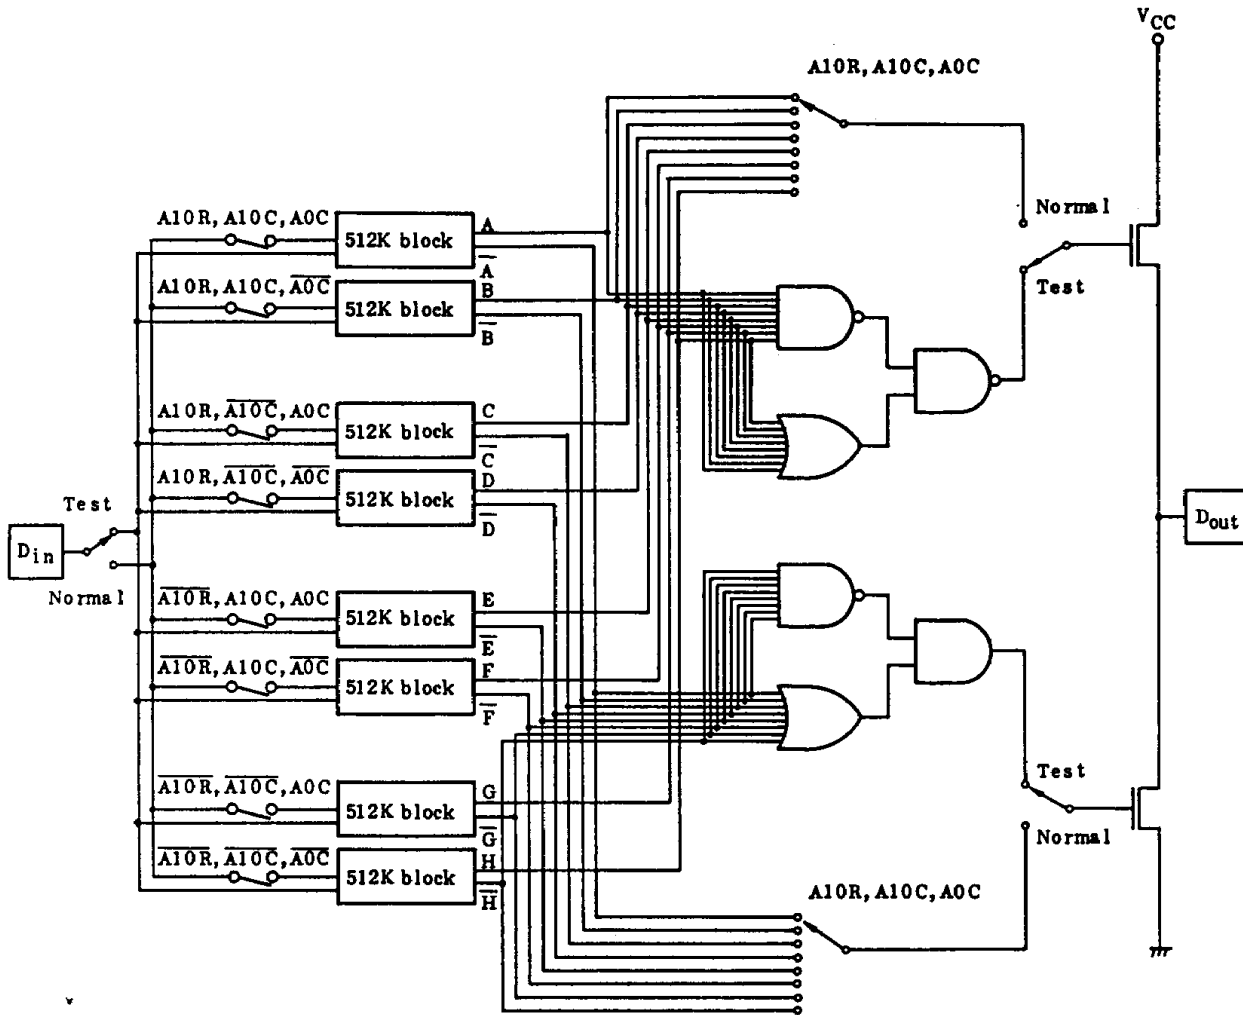 V_CC
A10R, A10C, A0C
A10R, A10C, A0C
512K block
A
A̅
A10R, A10C, A̅0̅C̅
512K block
B
B̅
Normal
Test
A10R, A̅1̅0̅C̅, A0C
512K block
C
C̅
A10R, A̅1̅0̅C̅, A̅0̅C̅
512K block
D
D̅
Test
D_in
Normal
D_out
A̅1̅0̅R̅, A10C, A0C
512K block
E
E̅
A̅1̅0̅R̅, A10C, A̅0̅C̅
512K block
F
F̅
A̅1̅0̅R̅, A̅1̅0̅C̅, A0C
512K block
G
G̅
Test
Normal
A̅1̅0̅R̅, A̅1̅0̅C̅, A̅0̅C̅
512K block
H
H̅
A10R, A10C, A0C